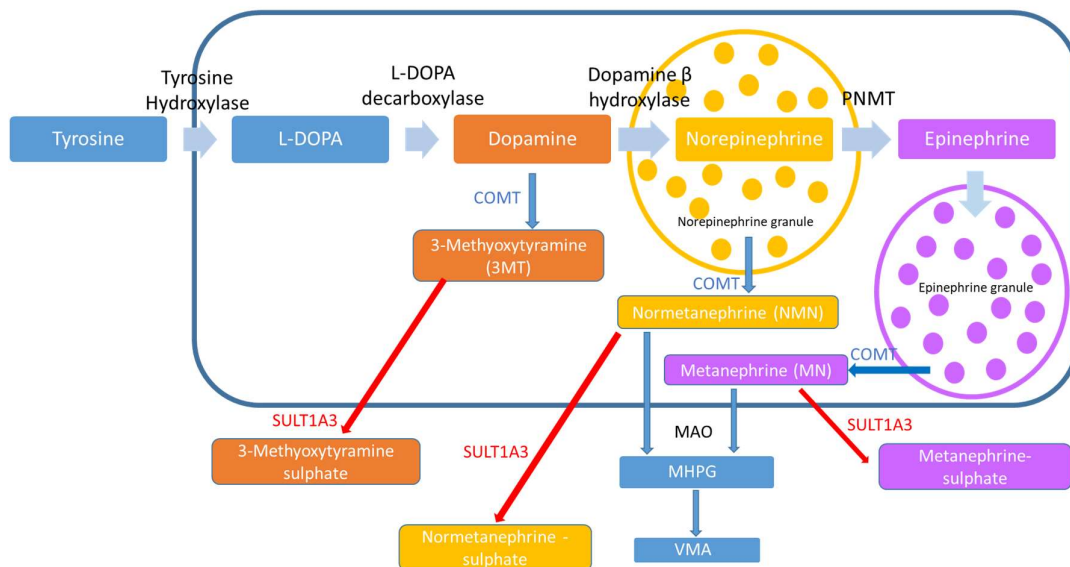 Tyrosine
Hydroxylase
L-DOPA
decarboxylase
Dopamine β
hydroxylase
PNMT
Tyrosine
L-DOPA
Dopamine
Norepinephrine
Epinephrine
COMT
3-Methyoxytyramine
(3MT)
Norepinephrine granule
COMT
Epinephrine granule
Normetanephrine (NMN)
COMT
Metanephrine (MN)
SULT1A3
3-Methyoxytyramine
sulphate
SULT1A3
MAO
SULT1A3
MHPG
Metanephrine-
sulphate
Normetanephrine -
sulphate
VMA